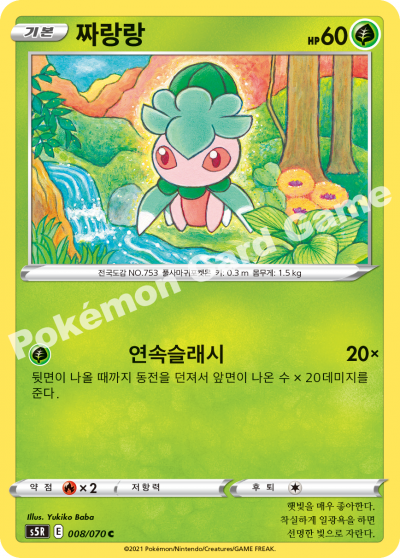 기본 짜랑랑 HP 60
전국도감 NO.753 풀사마귀포켓몬 키: 0.3 m 몸무게: 1.5 kg
연속슬래시 20×
뒷면이 나올 때까지 동전을 던져서 앞면이 나온 수 × 20데미지를
준다.
약점 × 2 저항력 후퇴
Illus. Yukiko Baba
s5R E 008/070 C
햇빛을 매우 좋아한다.
착실하게 일광욕을 하면
선명한 빛으로 자란다.
©2021 Pokémon/Nintendo/Creatures/GAME FREAK.
Pokémon Card Game